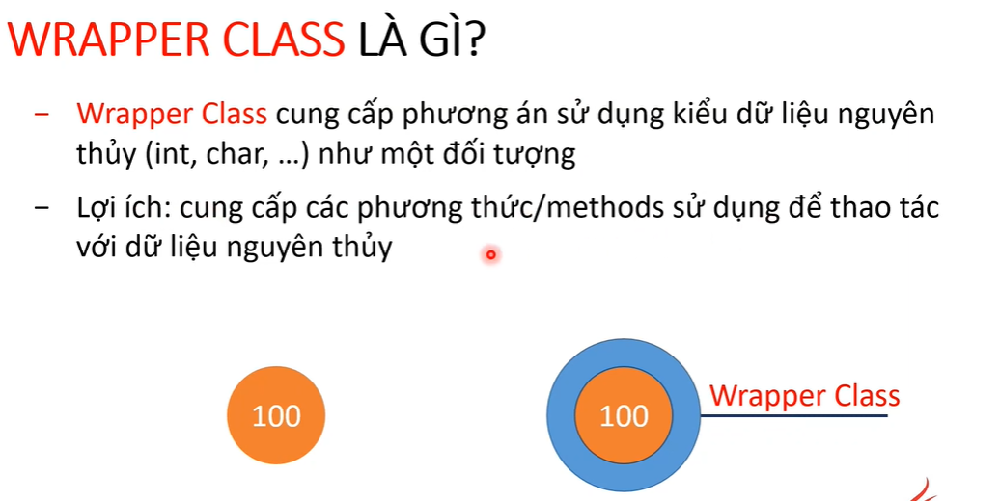 WRAPPER CLASS LÀ GÌ?
− Wrapper Class cung cấp phương án sử dụng kiểu dữ liệu nguyên
thủy (int, char, ...) như một đối tượng
− Lợi ích: cung cấp các phương thức/methods sử dụng để thao tác
với dữ liệu nguyên thủy
100
100
Wrapper Class